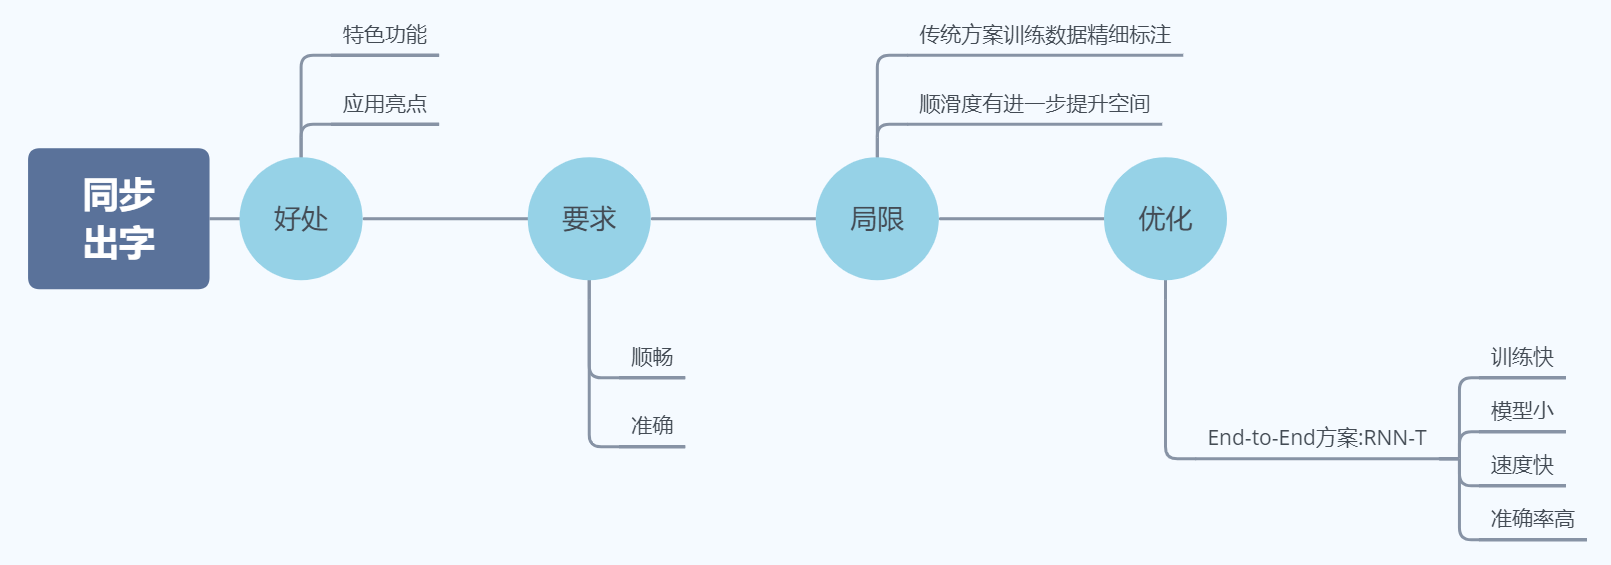 同步
出字
好处
特色功能
应用亮点
要求
顺畅
准确
局限
传统方案训练数据精细标注
顺滑度有进一步提升空间
优化
End-to-End方案:RNN-T
训练快
模型小
速度快
准确率高